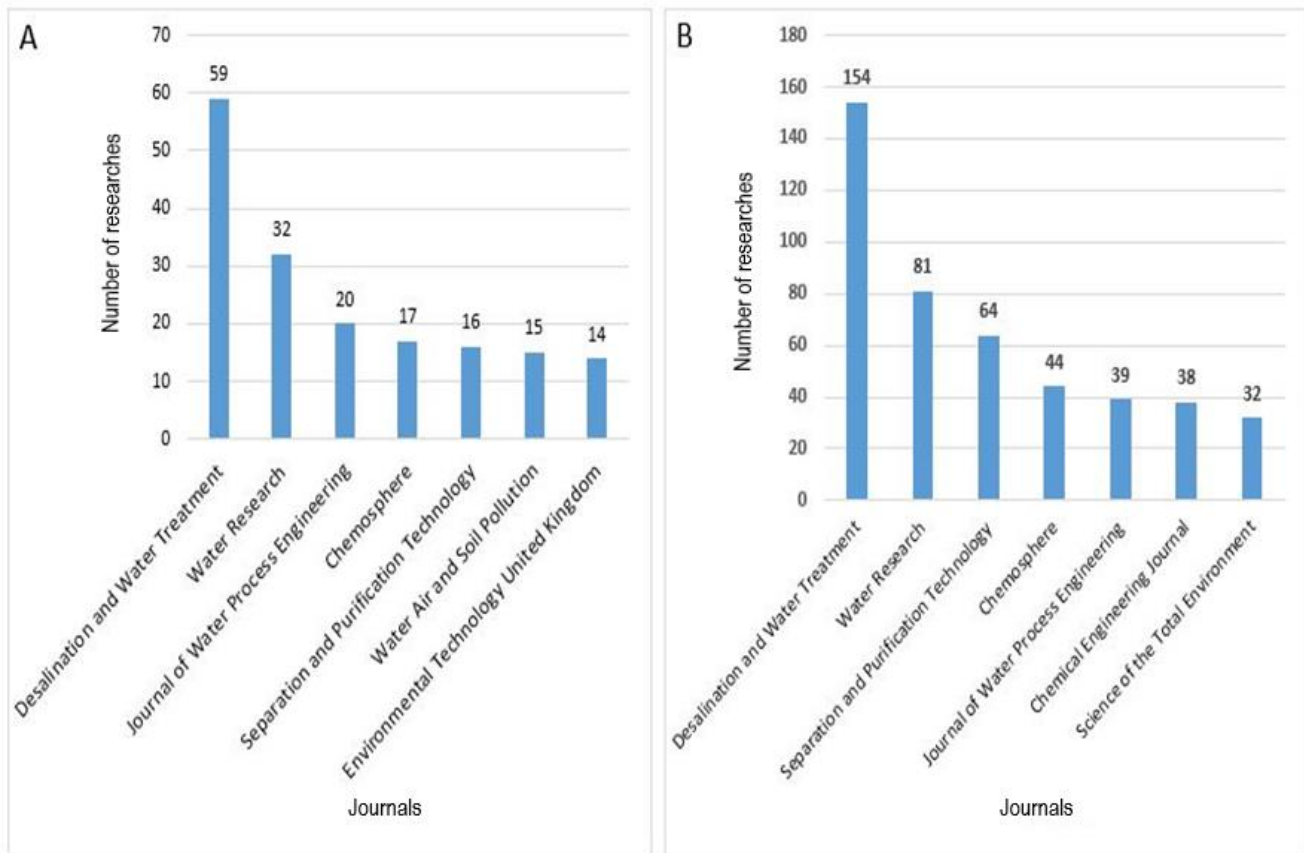 A
Number of researches
70
60
50
40
30
20
10
0
59
32
20
17
16
15
14
Desalination and Water Treatment
Water Research
Journal of Water Process Engineering
Chemosphere
Separation and Purification Technology
Water Air and Soil Pollution
Environmental Technology United Kingdom
Journals
B
Number of researches
180
160
140
120
100
80
60
40
20
0
154
81
64
44
39
38
32
Desalination and Water Treatment
Water Research
Separation and Purification Technology
Chemosphere
Journal of Water Process Engineering
Chemical Engineering Journal
Science of the Total Environment
Journals